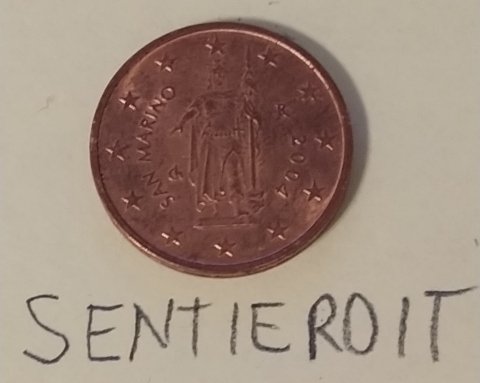 SAN MARINO
R
2004
SENTIEROIT